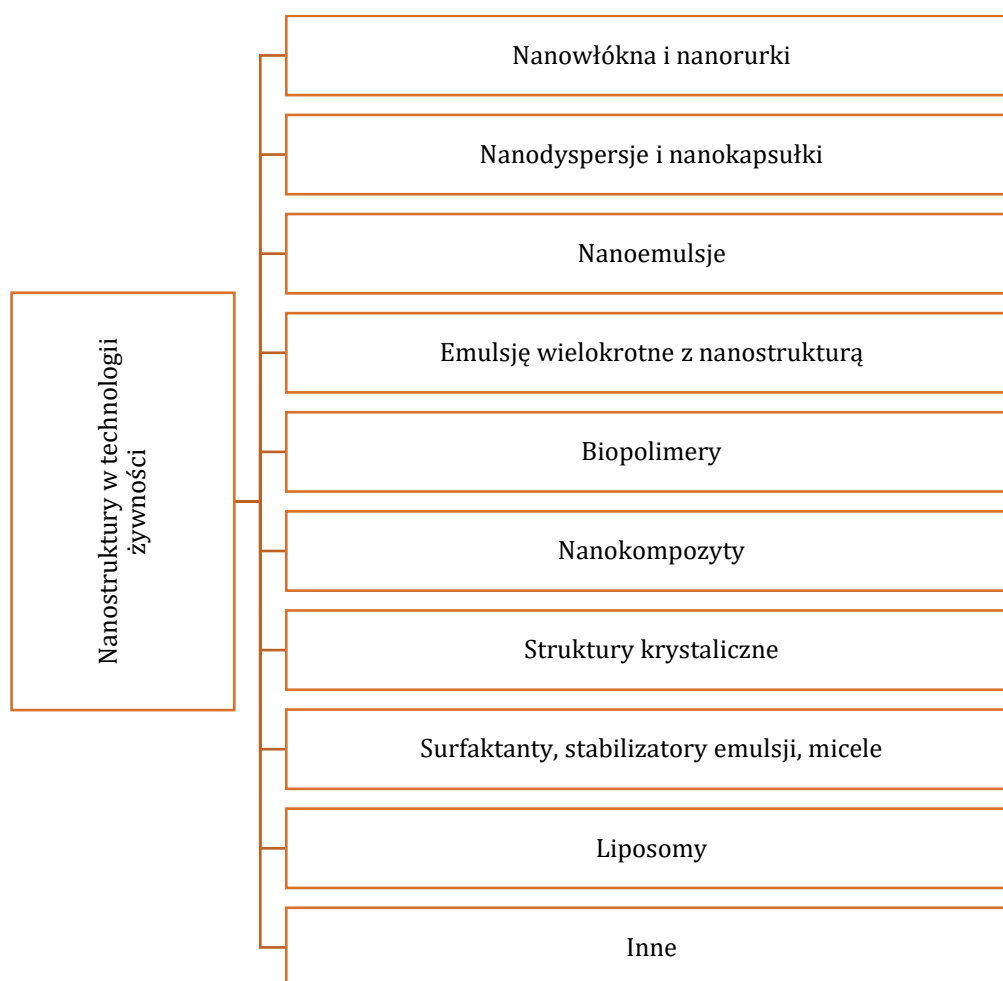 Nanostruktury w technologii
żywności
Nanowłókna i nanorurki
Nanodyspersje i nanokapsułki
Nanoemulsje
Emulsję wielokrotne z nanostrukturą
Biopolimery
Nanokompozyty
Struktury krystaliczne
Surfaktanty, stabilizatory emulsji, micele
Liposomy
Inne